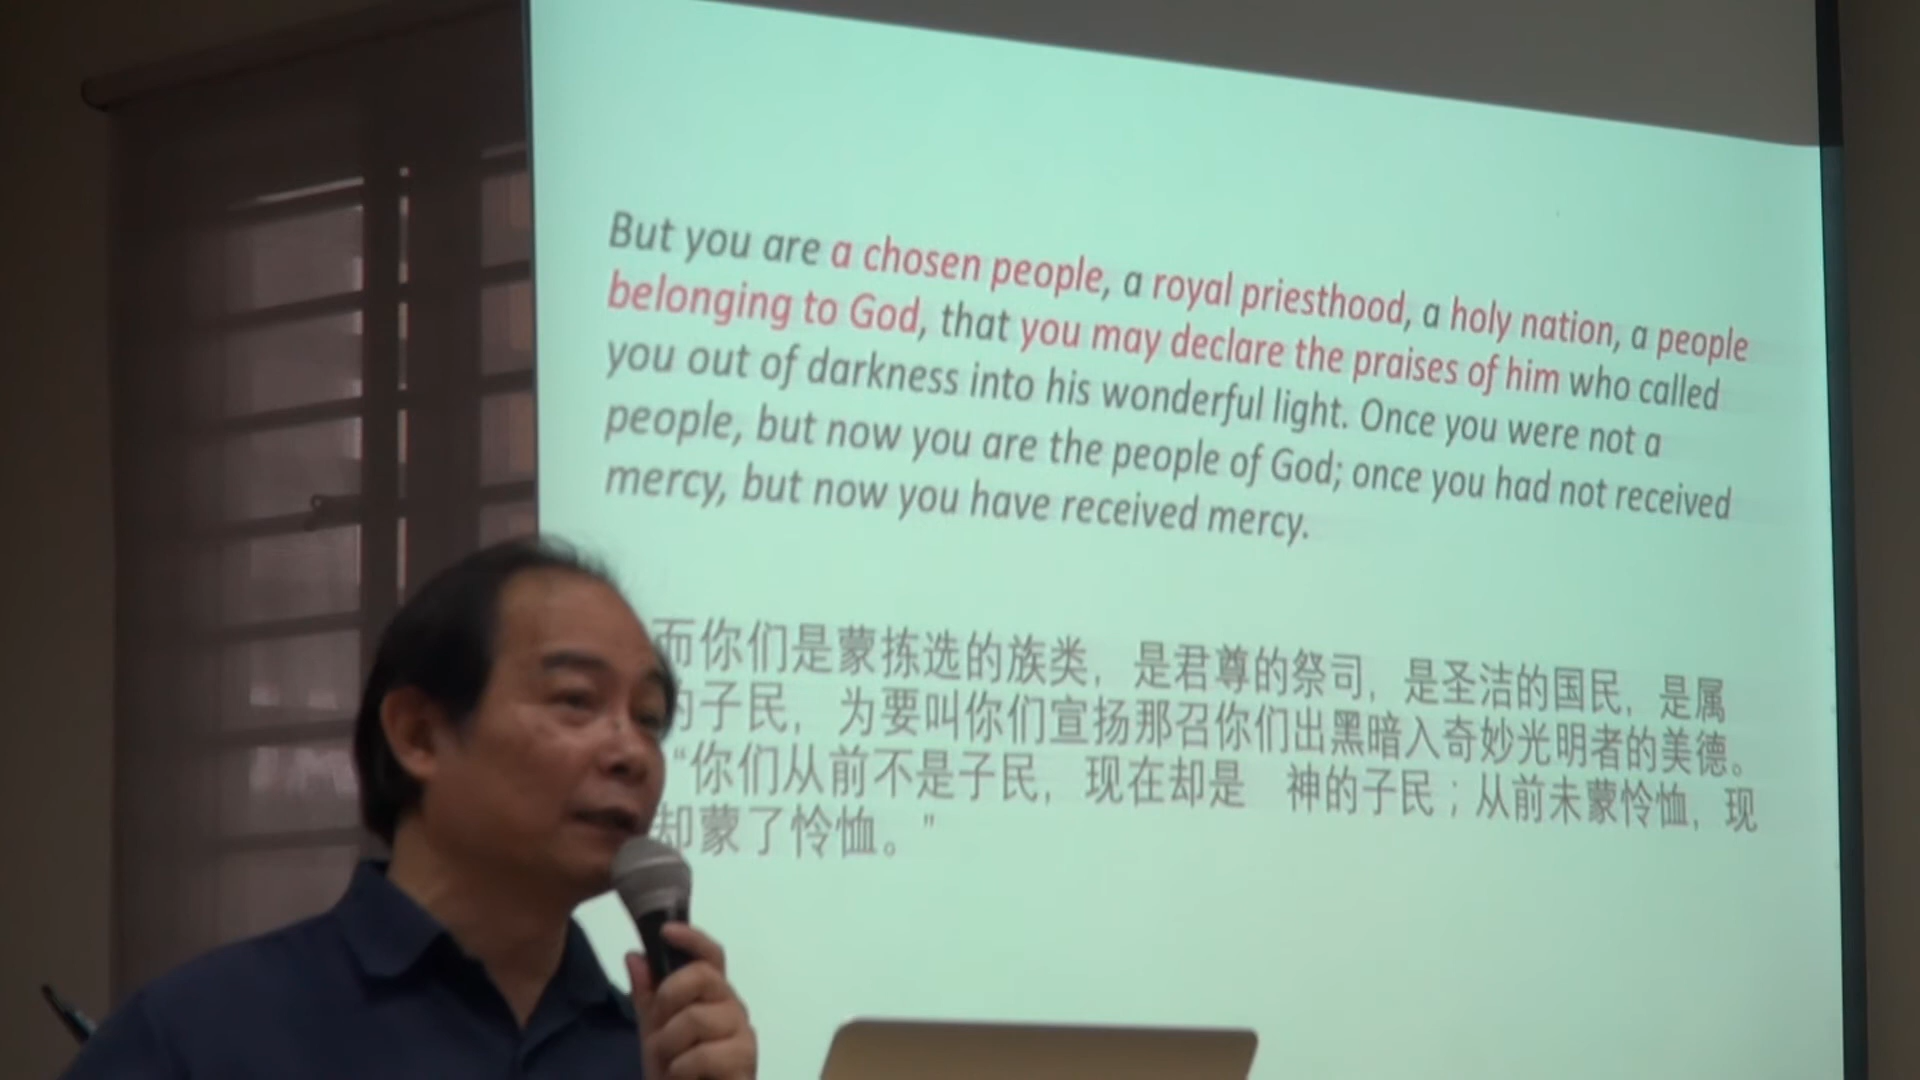 But you are a chosen people, a royal priesthood, a holy nation, a people
belonging to God, that you may declare the praises of him who called
you out of darkness into his wonderful light. Once you were not a
people, but now you are the people of God; once you had not received
mercy, but now you have received mercy.
而你们是蒙拣选的族类，是君尊的祭司，是圣洁的国民，是属
的子民，为要叫你们宣扬那召你们出黑暗入奇妙光明者的美德。
“你们从前不是子民，现在却是 神的子民；从前未蒙怜恤，现
却蒙了怜恤。”